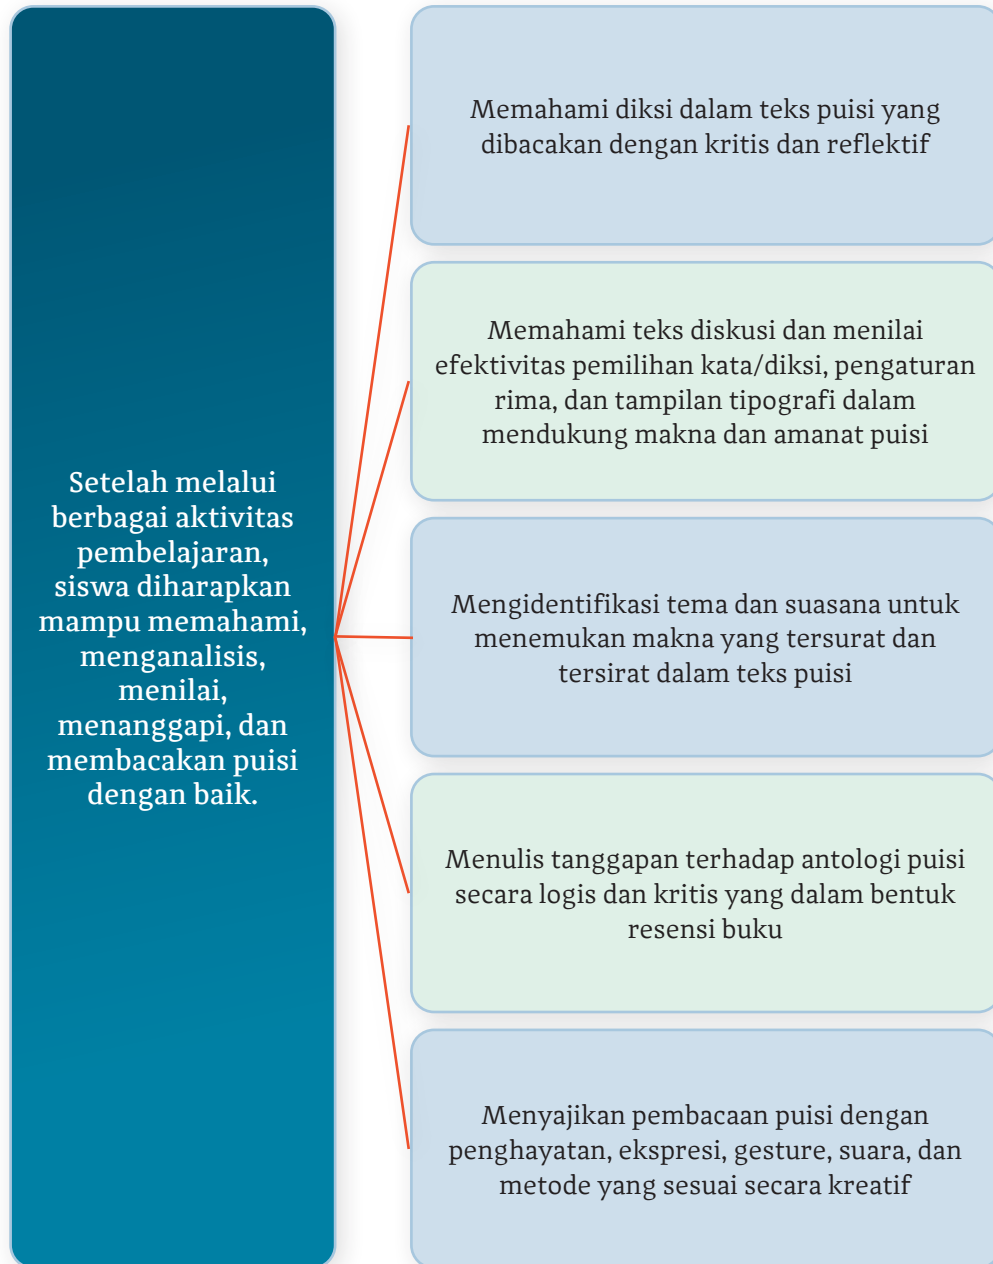 Setelah melalui
berbagai aktivitas
pembelajaran,
siswa diharapkan
mampu memahami,
menganalisis,
menilai,
menanggapi, dan
membacakan puisi
dengan baik.
Memahami diksi dalam teks puisi yang
dibacakan dengan kritis dan reflektif
Memahami teks diskusi dan menilai
efektivitas pemilihan kata/diksi, pengaturan
rima, dan tampilan tipografi dalam
mendukung makna dan amanat puisi
Mengidentifikasi tema dan suasana untuk
menemukan makna yang tersurat dan
tersirat dalam teks puisi
Menulis tanggapan terhadap antologi puisi
secara logis dan kritis yang dalam bentuk
resensi buku
Menyajikan pembacaan puisi dengan
penghayatan, ekspresi, gesture, suara, dan
metode yang sesuai secara kreatif